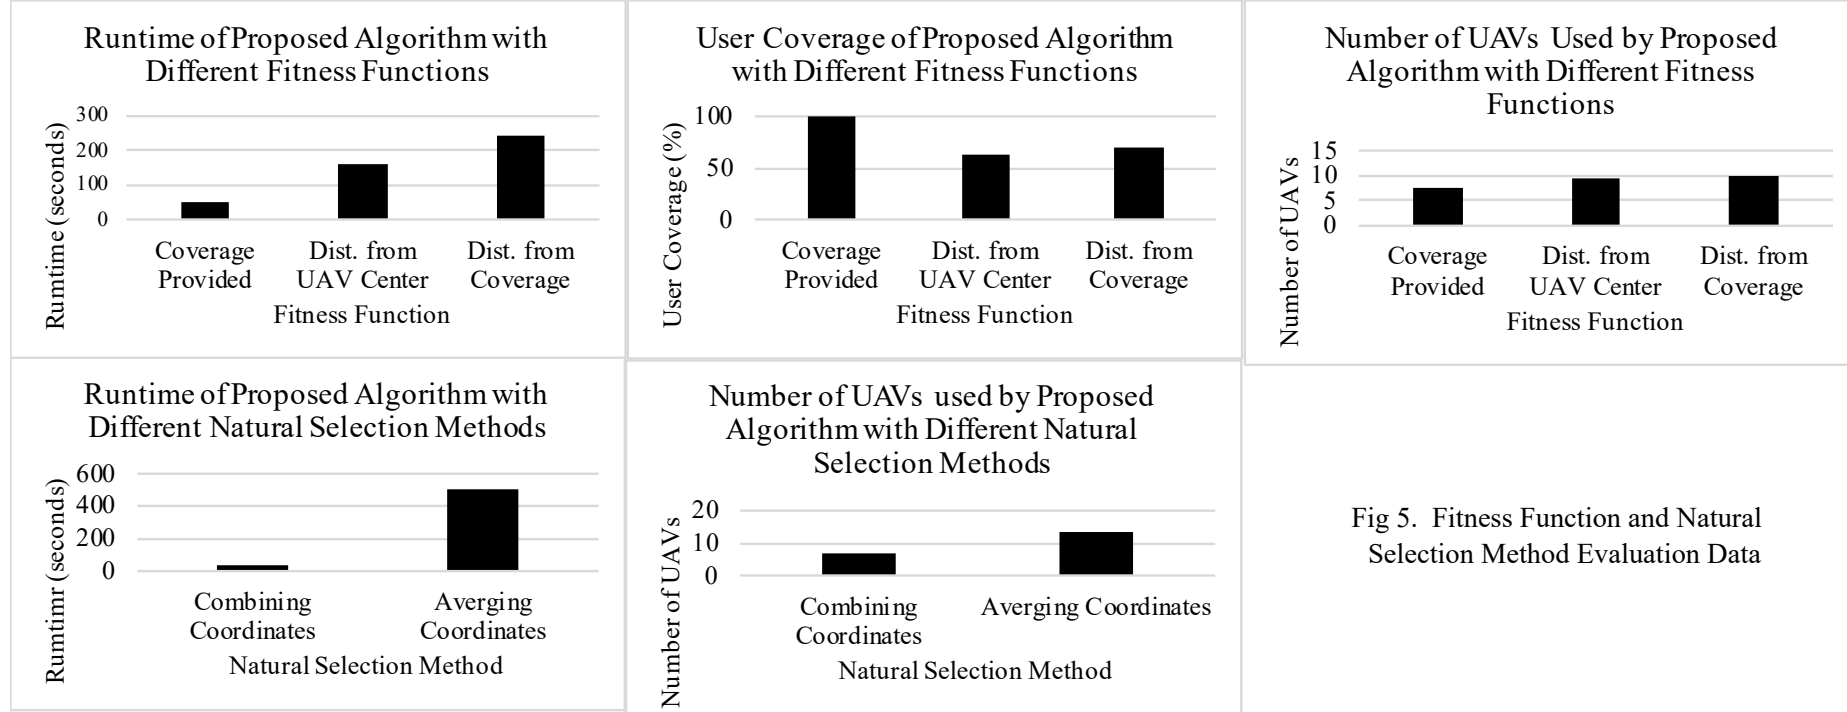 Runtime of Proposed Algorithm with
Different Fitness Functions
Rumtime (seconds)
300
200
100
0
Coverage
Provided
Dist. from
UAV Center
Dist. from
Coverage
Fitness Function
User Coverage of Proposed Algorithm
with Different Fitness Functions
User Coverage (%)
100
50
0
Coverage
Provided
Dist. from
UAV Center
Dist. from
Coverage
Fitness Function
Number of UAVs Used by Proposed
Algorithm with Different Fitness
Functions
Number of UAVs
15
10
5
0
Coverage
Provided
Dist. from
UAV Center
Dist. from
Coverage
Fitness Function
Runtime of Proposed Algorithm with
Different Natural Selection Methods
Rumtimr (seconds)
600
400
200
0
Combining
Coordinates
Averging
Coordinates
Natural Selection Method
Number of UAVs used by Proposed
Algorithm with Different Natural
Selection Methods
Number of UAVs
20
10
0
Combining
Coordinates
Averging Coordinates
Natural Selection Method
Fig 5. Fitness Function and Natural
Selection Method Evaluation Data